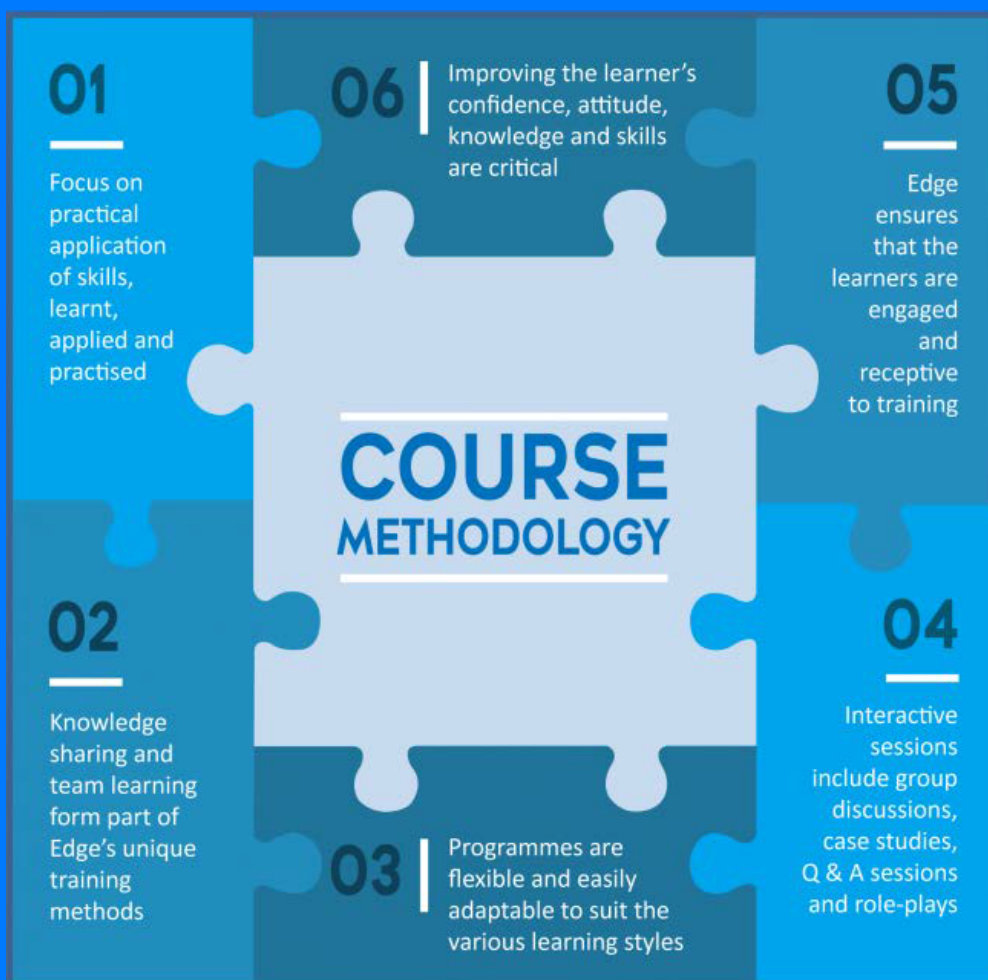 01
Focus on
practical
application
of skills,
learnt,
applied and
practised
06
Improving the learner’s
confidence, attitude,
knowledge and skills
are critical
05
Edge
ensures
that the
learners are
engaged
and
receptive
to training
COURSE
METHODOLOGY
02
Knowledge
sharing and
team learning
form part of
Edge’s unique
training
methods
03
Programmes are
flexible and easily
adaptable to suit the
various learning styles
04
Interactive
sessions
include group
discussions,
case studies,
Q & A sessions
and role-plays